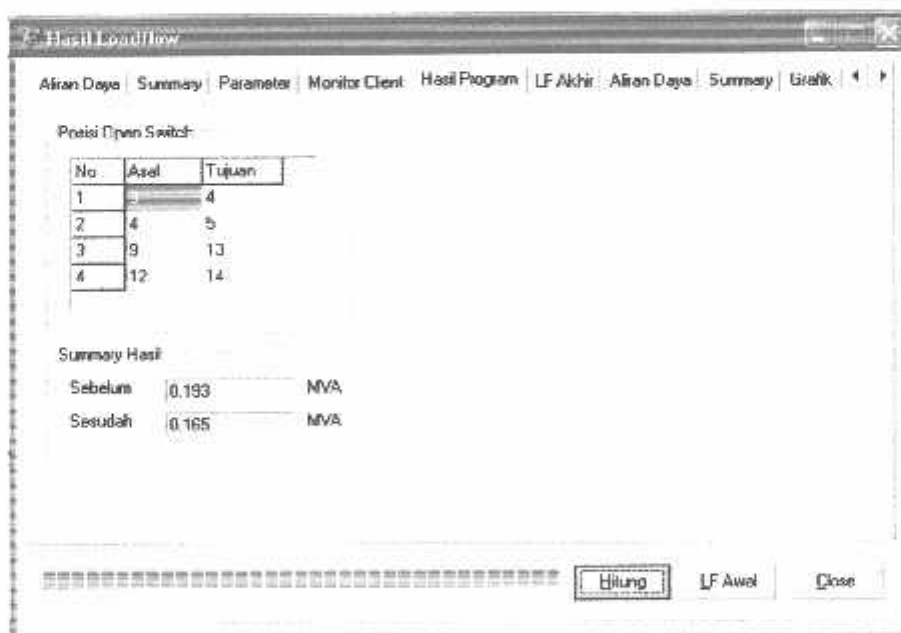 Hasil Loadflow
Aliran Daya Summary Parameter Monitor Client Hasil Program LF Akhir Aliran Daya Summary Grafik
Posisi Open Switch
No Asal Tujuan
1 4
2 4 5
3 9 13
4 12 14
Summary Hasil
Sebelum 0.193 MVA
Sesudah 0.165 MVA
Hitung LF Awal Close